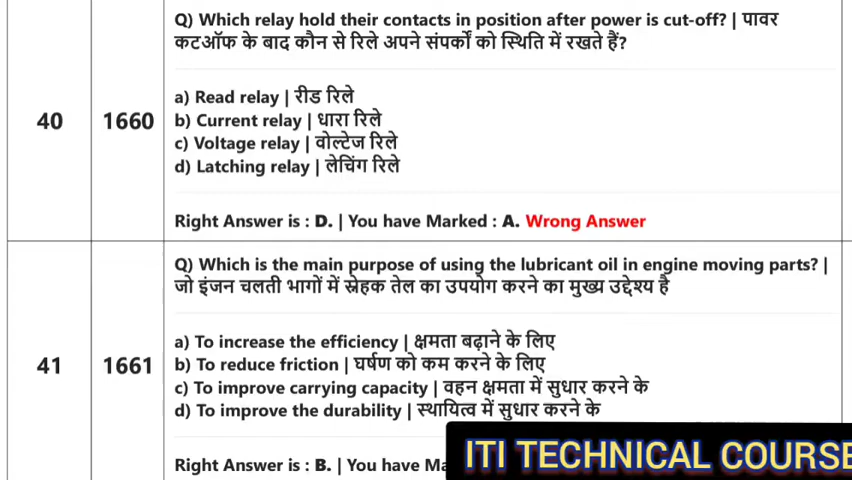 Q) Which relay hold their contacts in position after power is cut-off? | पावर
कटऑफ के बाद कौन से रिले अपने संपर्कों को स्थिति में रखते हैं?
40
1660
a) Read relay | रीड रिले
b) Current relay | धारा रिले
c) Voltage relay | वोल्टेज रिले
d) Latching relay | लेचिंग रिले
Right Answer is : D. | You have Marked : A. Wrong Answer
Q) Which is the main purpose of using the lubricant oil in engine moving parts? |
जो इंजन चलती भागों में स्नेहक तेल का उपयोग करने का मुख्य उद्देश्य है
41
1661
a) To increase the efficiency | क्षमता बढ़ाने के लिए
b) To reduce friction | घर्षण को कम करने के लिए
c) To improve carrying capacity | वहन क्षमता में सुधार करने के
d) To improve the durability | स्थायित्व में सुधार करने के
Right Answer is : B. | You have Ma
ITI TECHNICAL COURSE